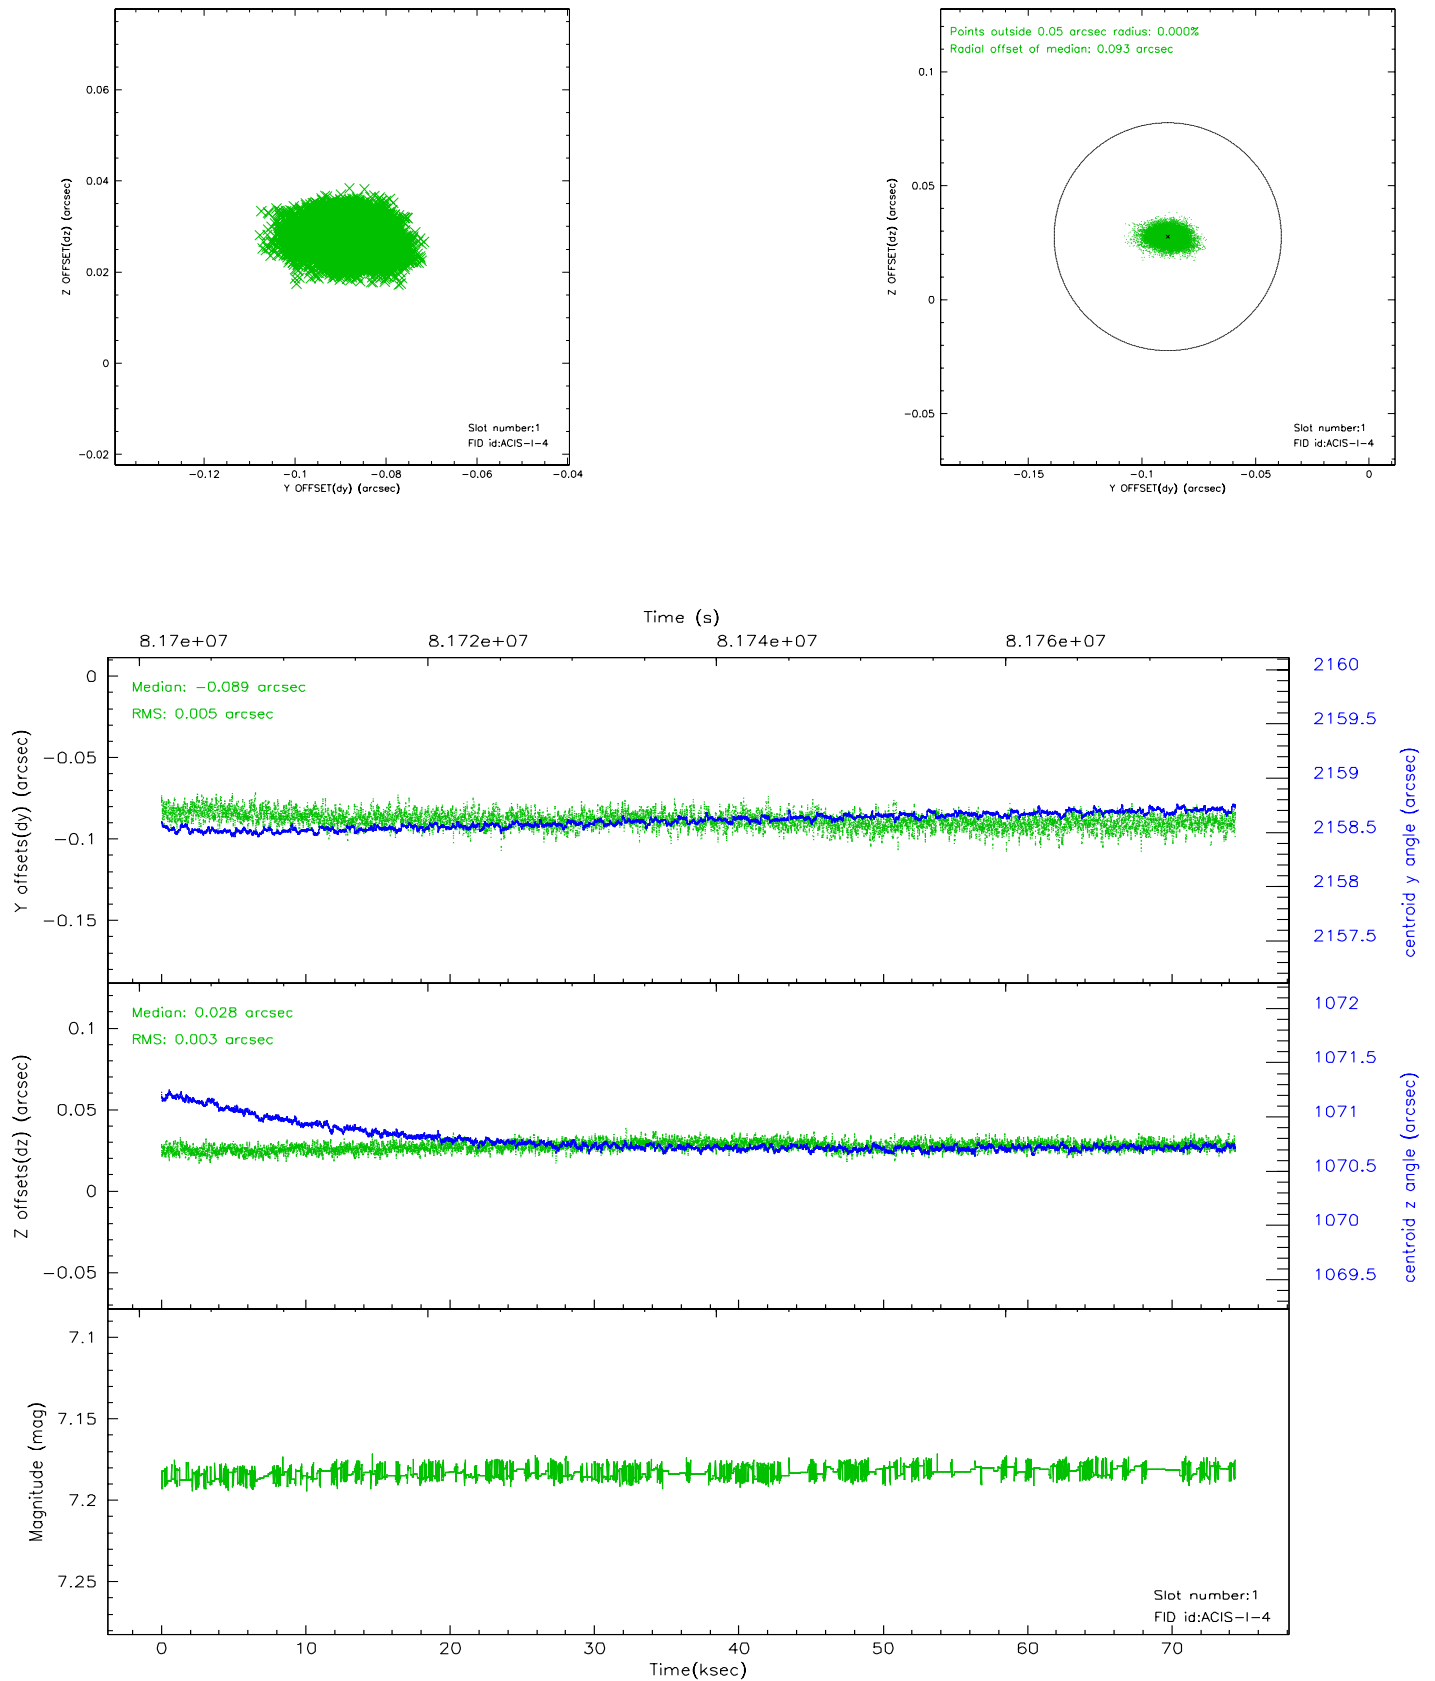 0.06
0.04
0.02
0
−0.02
Z OFFSET(dz) (arcsec)
Slot number:1
FID id:ACIS−I−4
−0.12
−0.1
−0.08
−0.06
−0.04
Y OFFSET(dy) (arcsec)
Points outside 0.05 arcsec radius: 0.000%
Radial offset of median: 0.093 arcsec
0.1
0.05
0
−0.05
Z OFFSET(dz) (arcsec)
Slot number:1
FID id:ACIS−I−4
−0.15
−0.1
−0.05
0
Y OFFSET(dy) (arcsec)
Time (s)
8.17e+07
8.172e+07
8.174e+07
8.176e+07
Median: −0.089 arcsec
RMS: 0.005 arcsec
0
−0.05
−0.1
−0.15
Y offsets(dy) (arcsec)
2160
2159.5
2159
2158.5
2158
2157.5
centroid y angle (arcsec)
Median: 0.028 arcsec
RMS: 0.003 arcsec
0.1
0.05
0
−0.05
Z offsets(dz) (arcsec)
1072
1071.5
1071
1070.5
1070
1069.5
centroid z angle (arcsec)
7.1
7.15
7.2
7.25
Magnitude (mag)
Slot number:1
FID id:ACIS−I−4
0
10
20
30
40
50
60
70
Time(ksec)